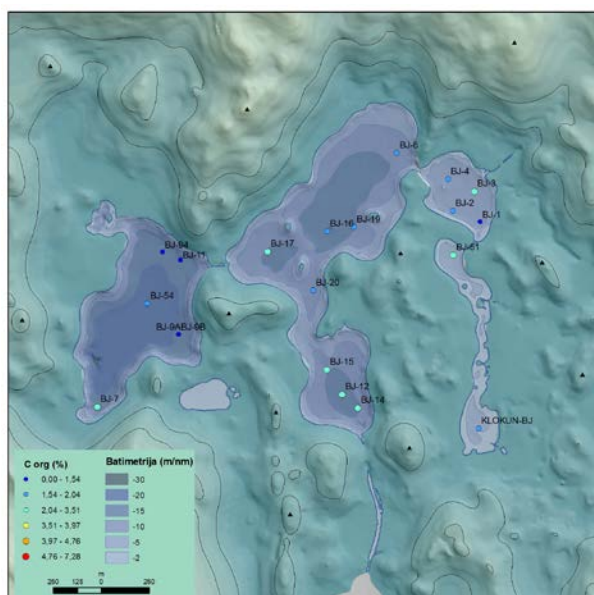 BJ-6
BJ-4
BJ-3
BJ-2
BJ-1
BJ-16
BJ-19
BJ-94
BJ-11
BJ-17
BJ-51
BJ-20
BJ-54
BJ-9ABJ-9B
BJ-15
BJ-12
BJ-14
BJ-7
KLOKUN-BJ
C org (%)
0,00 - 1,54
1,54 - 2,04
2,04 - 3,51
3,51 - 3,97
3,97 - 4,76
4,76 - 7,28
Batimetrija (m/nm)
-30
-20
-15
-10
-5
-2
m
250 125 0 250